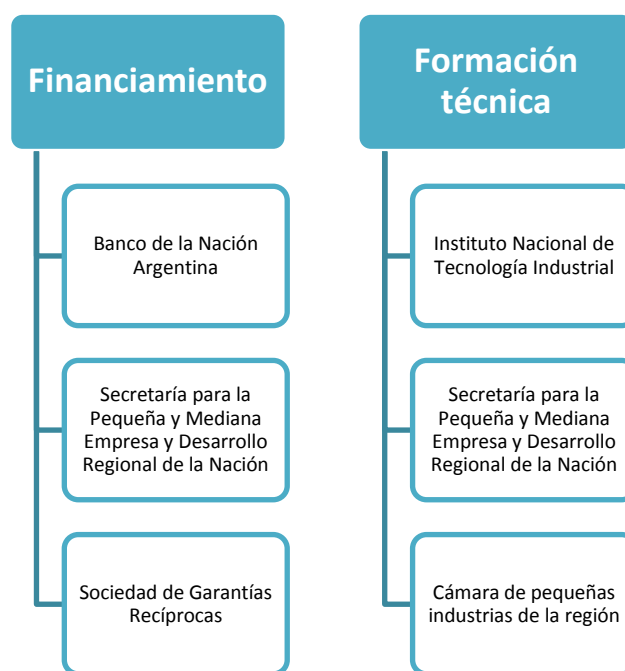 Financiamiento
Banco de la Nación
Argentina
Secretaría para la
Pequeña y Mediana
Empresa y Desarrollo
Regional de la Nación
Sociedad de Garantías
Recíprocas
Formación
técnica
Instituto Nacional de
Tecnología Industrial
Secretaría para la
Pequeña y Mediana
Empresa y Desarrollo
Regional de la Nación
Cámara de pequeñas
industrias de la región